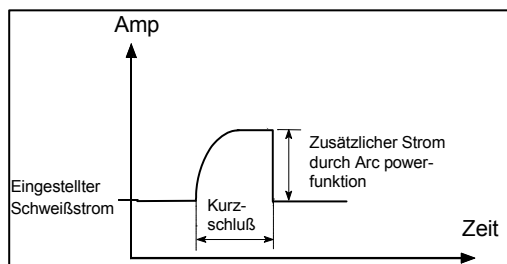 Amp
Zusätzlicher Strom
durch Arc power-
funktion
Eingestellter
Schweißstrom
Kurz-
schluß
Zeit